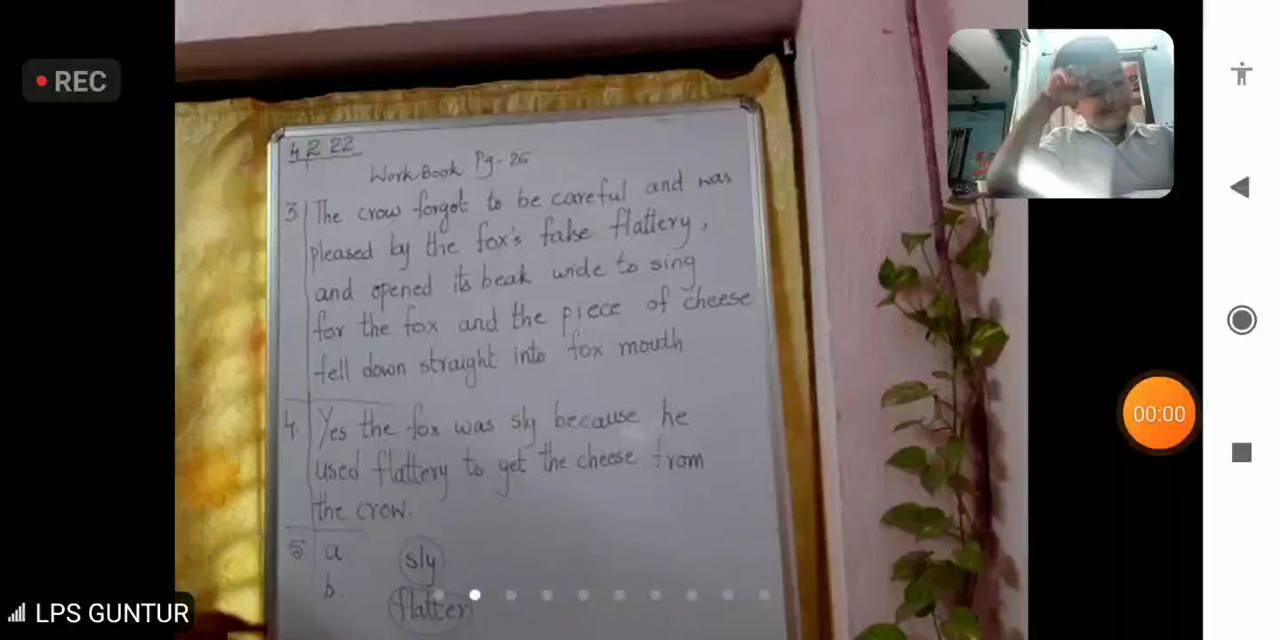 REC
4 2 22
Work Book Pg-26
3 The crow forgot to be careful and was
pleased by the fox's fake flattery,
and opened its beak wide to sing
for the fox and the piece of cheese
fell down straight into fox mouth
4. Yes the fox was sly because he
used flattery to get the cheese from
the crow.
5 a sly
b. flatter
00:00
LPS GUNTUR